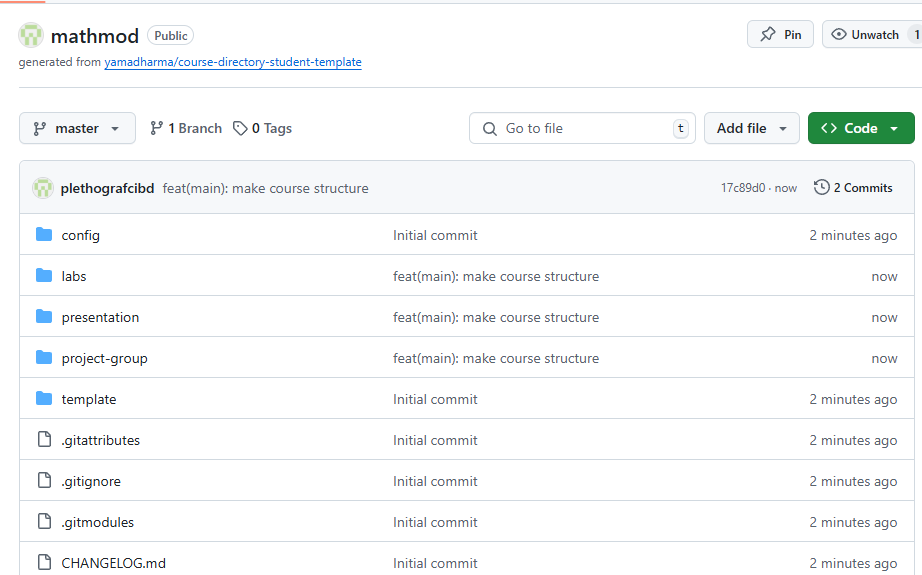 mathmod Public Pin Unwatch 1
generated from yamadharma/course-directory-student-template
master 1 Branch 0 Tags Go to file t Add file Code
plethografcibd feat(main): make course structure 17c89d0 · now 2 Commits
config Initial commit 2 minutes ago
labs feat(main): make course structure now
presentation feat(main): make course structure now
project-group feat(main): make course structure now
template Initial commit 2 minutes ago
.gitattributes Initial commit 2 minutes ago
.gitignore Initial commit 2 minutes ago
.gitmodules Initial commit 2 minutes ago
CHANGELOG.md Initial commit 2 minutes ago